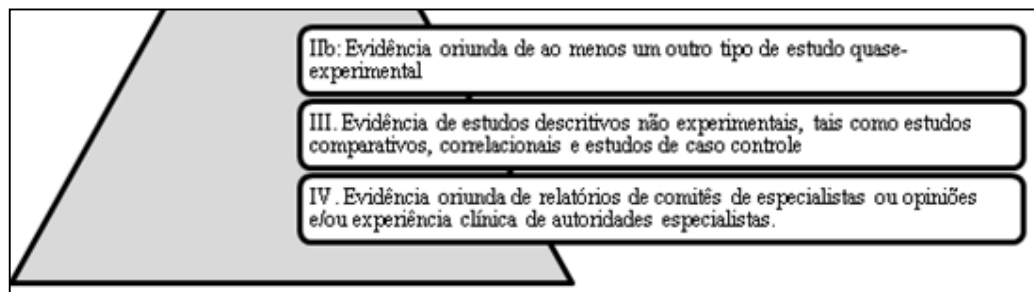 IIb: Evidência oriunda de ao menos um outro tipo de estudo quase-
experimental
III. Evidência de estudos descritivos não experimentais, tais como estudos
comparativos, correlacionais e estudos de caso controle
IV. Evidência oriunda de relatórios de comitês de especialistas ou opiniões
e/ou experiência clínica de autoridades especialistas.